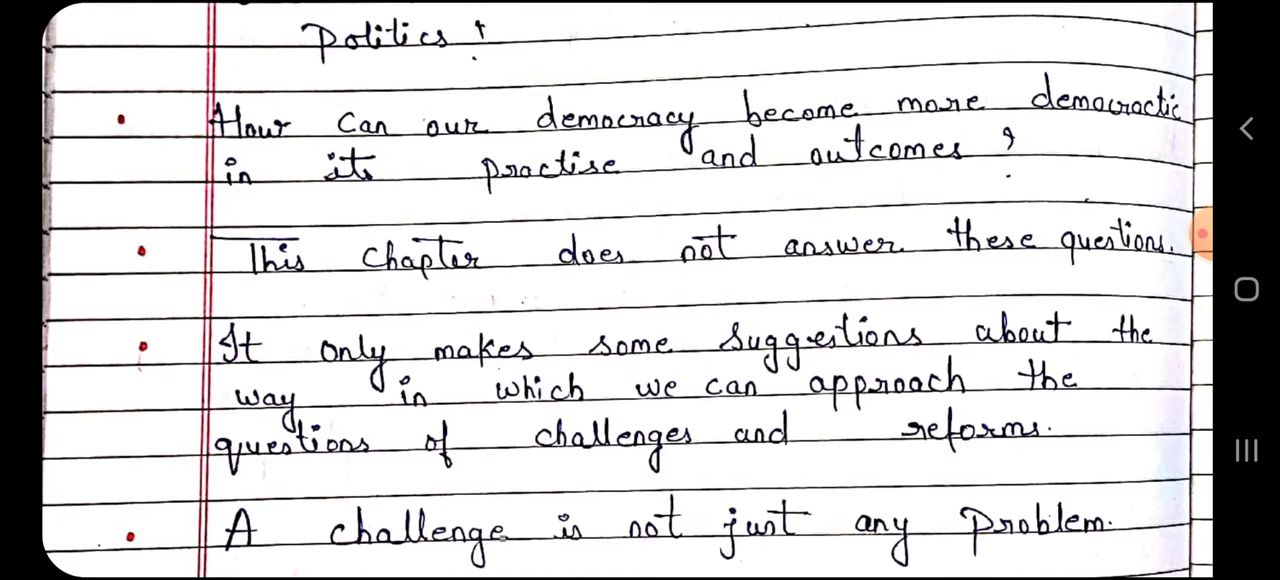 Politics ?
• How can our democracy become more democractic
in its practise and outcomes ?
• This chapter does not answer these questions.
• It only makes some suggestions about the
way in which we can approach the
questions of challenges and reforms.
• A challenge is not just any problem.